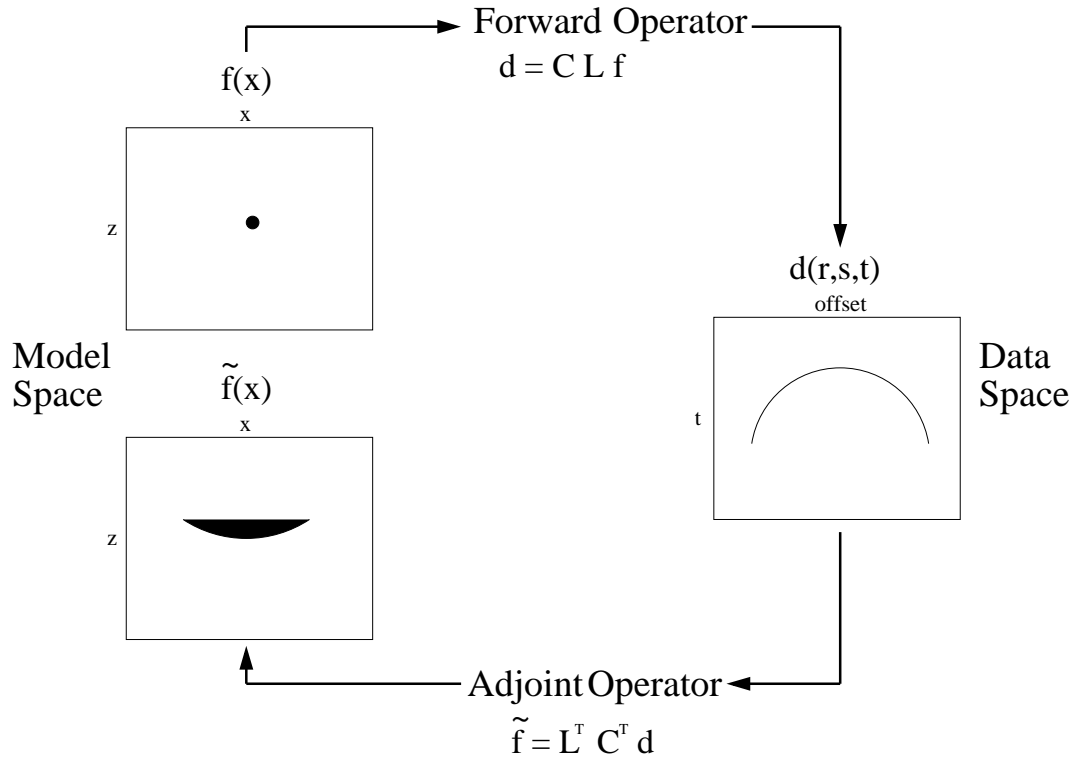 Forward Operator
d = C L f
f(x)
x
z
d(r,s,t)
offset
t
Model
Space
Data
Space
f̃(x)
x
z
Adjoint Operator
f̃ = Lᵀ Cᵀ d